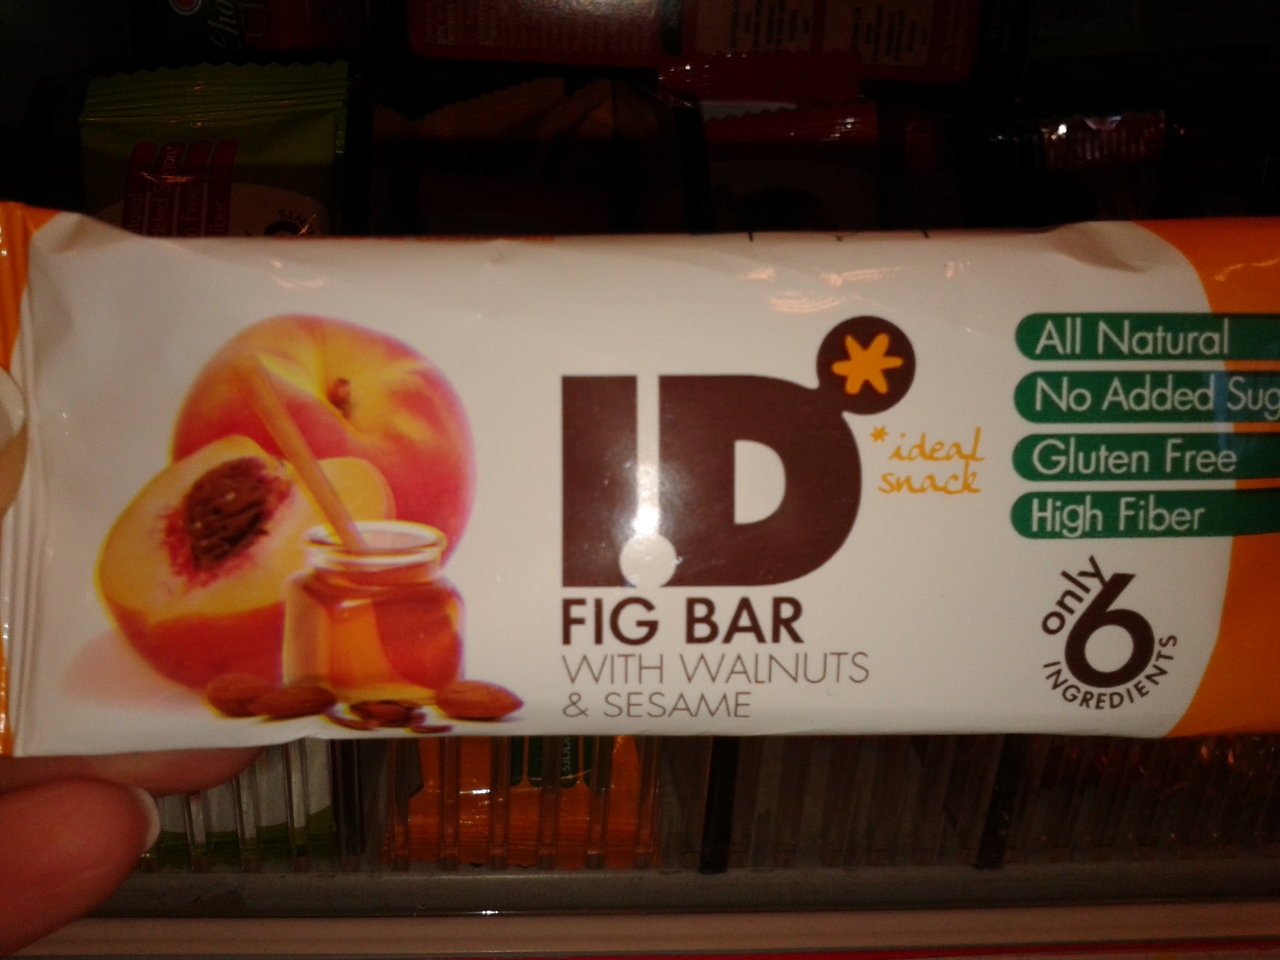 I.D*
*ideal
snack
FIG BAR
WITH WALNUTS
& SESAME
All Natural
No Added Sug
Gluten Free
High Fiber
only
6
INGREDIENTS